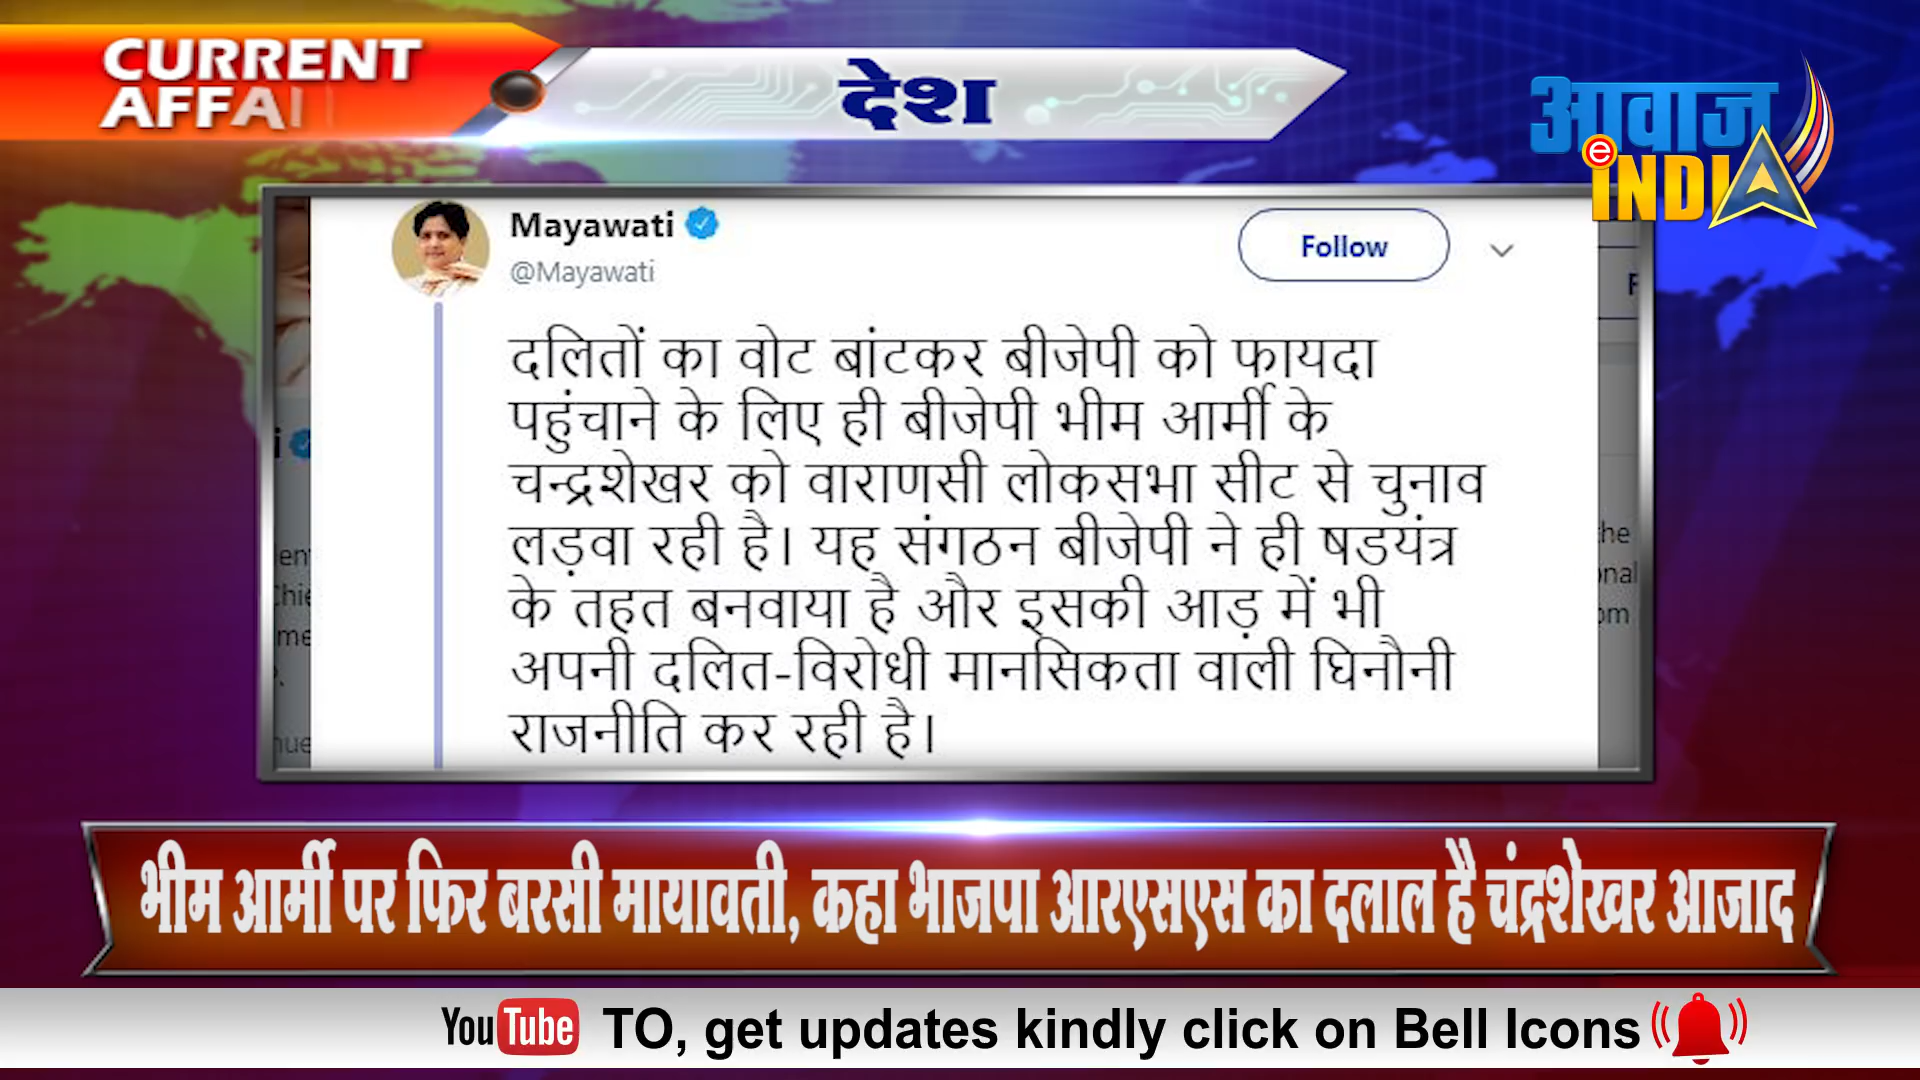 CURRENT
AFFAI
देश
आवाज
e INDIA
Mayawati
@Mayawati
Follow
दलितों का वोट बांटकर बीजेपी को फायदा
पहुंचाने के लिए ही बीजेपी भीम आर्मी के
चन्द्रशेखर को वाराणसी लोकसभा सीट से चुनाव
लड़वा रही है। यह संगठन बीजेपी ने ही षडयंत्र
के तहत बनवाया है और इसकी आड़ में भी
अपनी दलित-विरोधी मानसिकता वाली घिनौनी
राजनीति कर रही है।
भीम आर्मी पर फिर बरसी मायावती, कहा भाजपा आरएसएस का दलाल है चंद्रशेखर आजाद
YouTube TO, get updates kindly click on Bell Icons